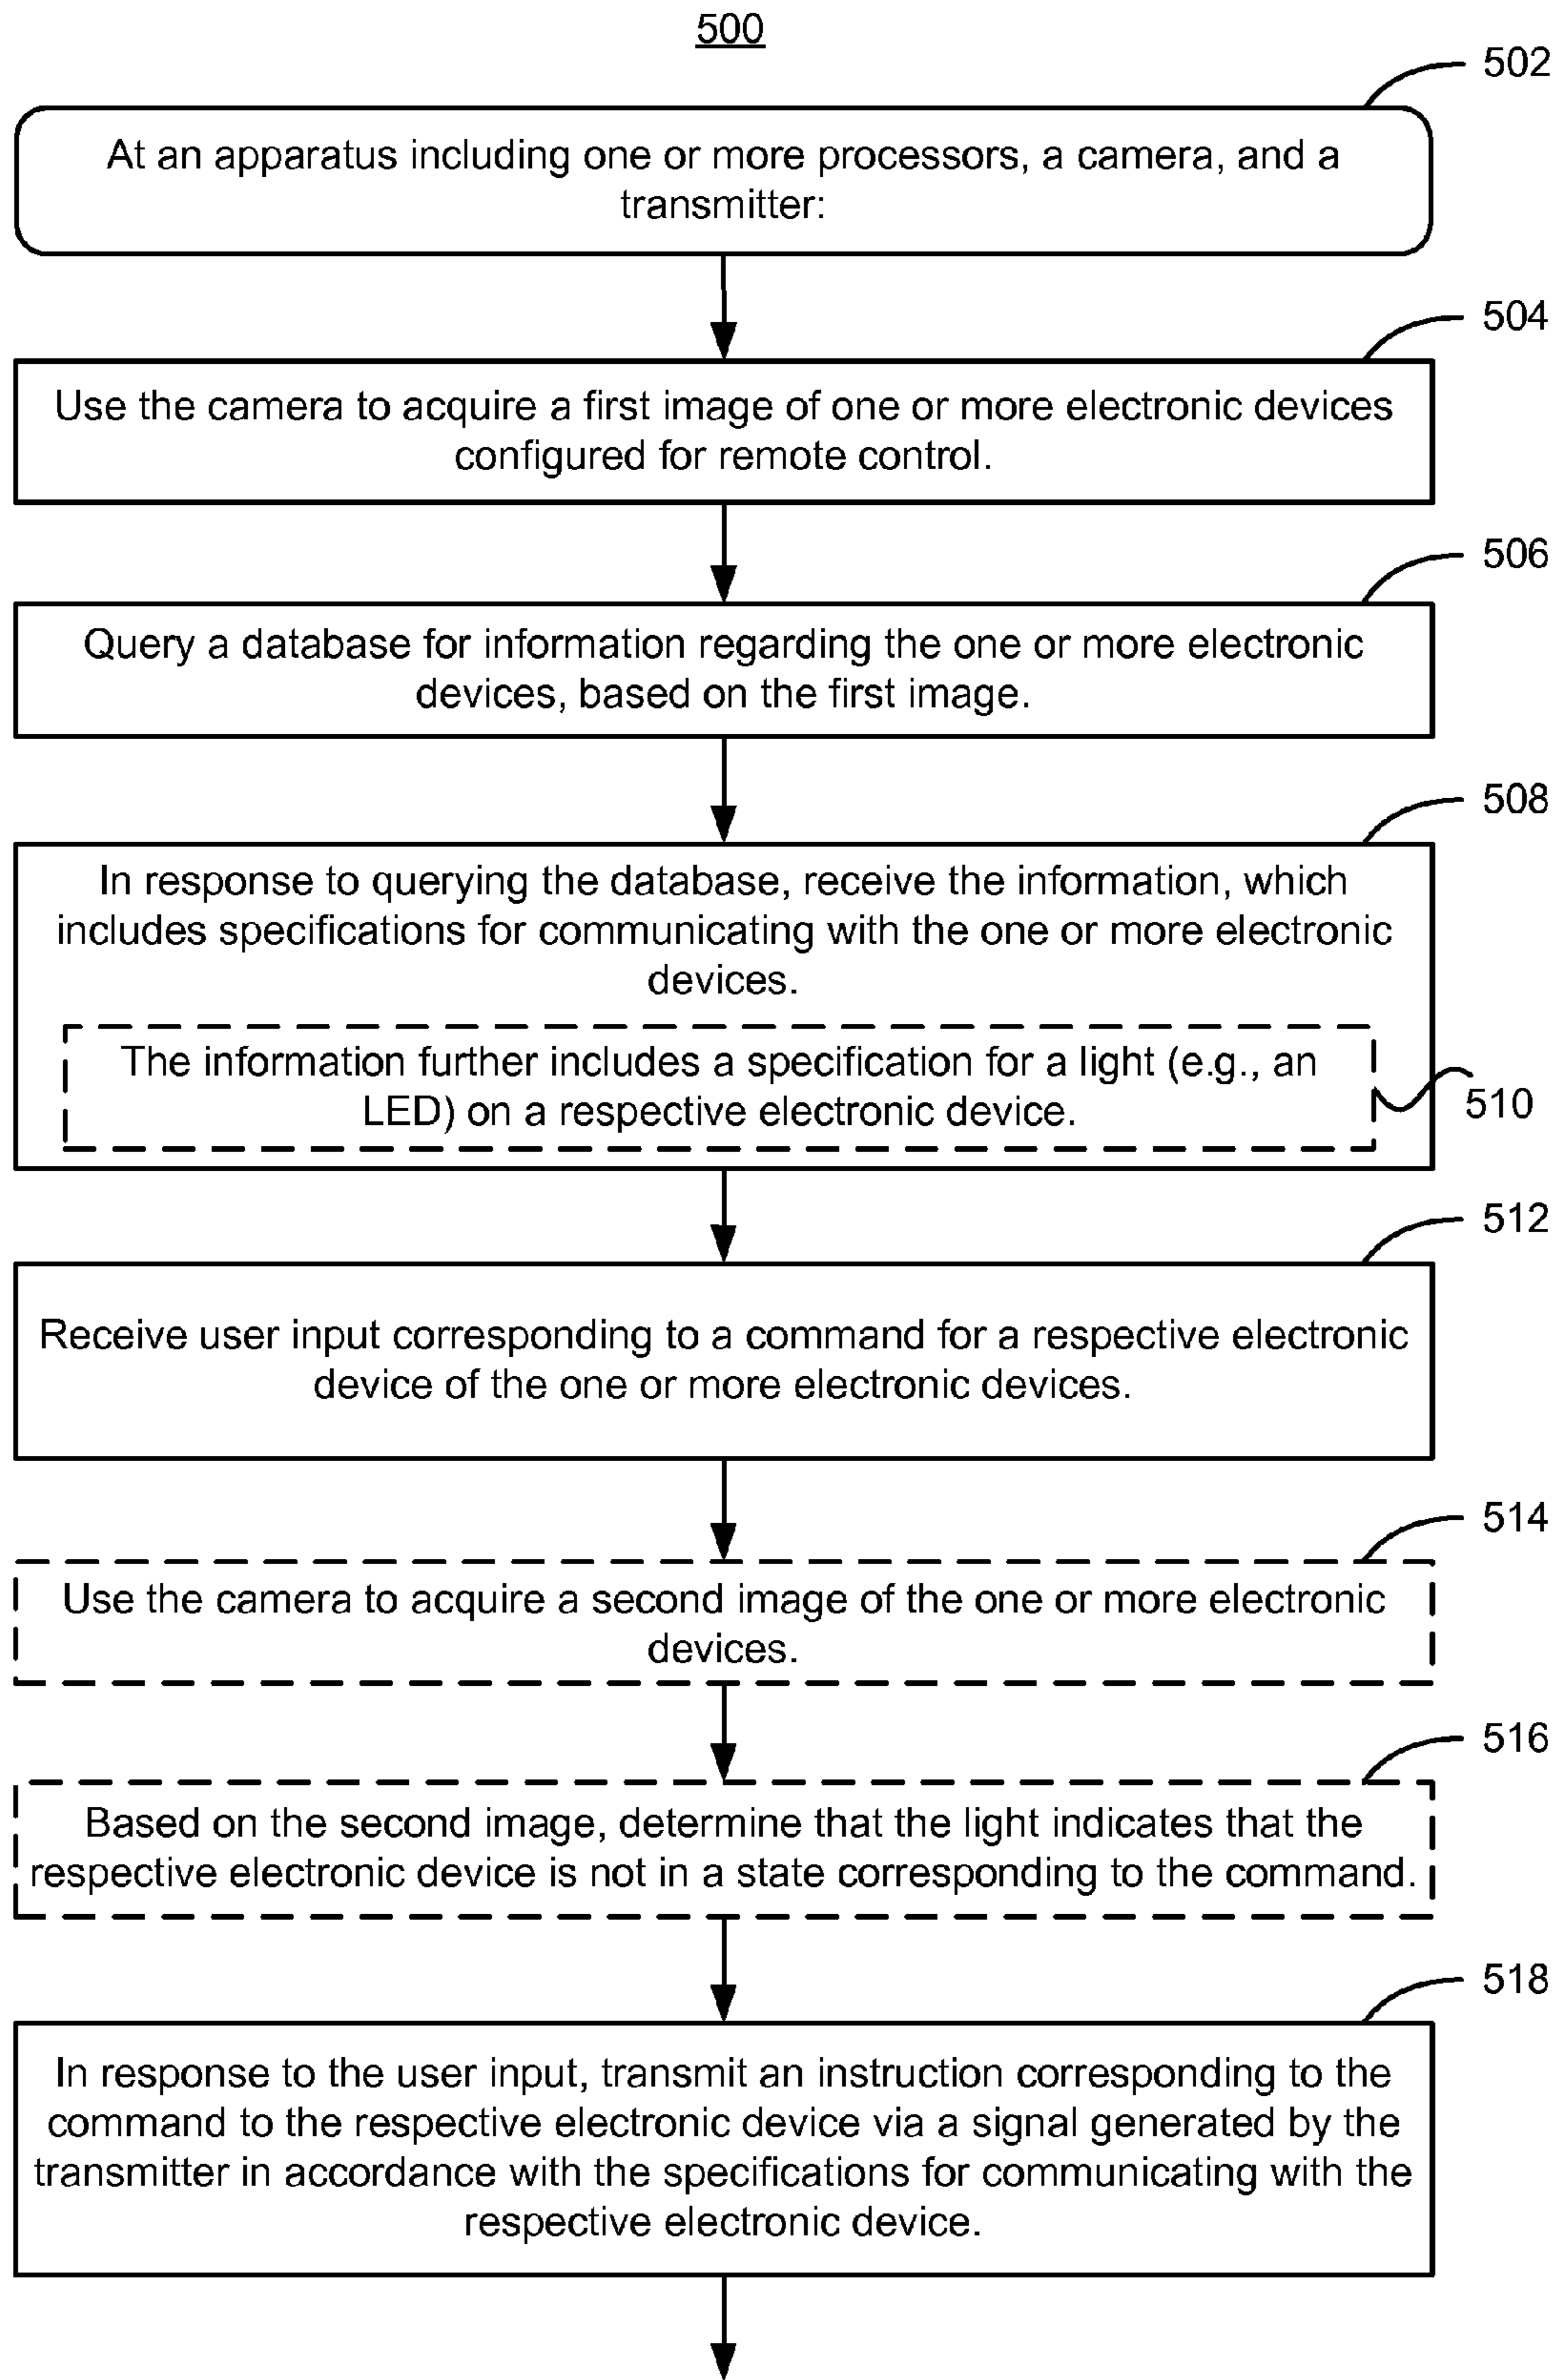 500
502
At an apparatus including one or more processors, a camera, and a
transmitter:
504
Use the camera to acquire a first image of one or more electronic devices
configured for remote control.
506
Query a database for information regarding the one or more electronic
devices, based on the first image.
508
In response to querying the database, receive the information, which
includes specifications for communicating with the one or more electronic
devices.
The information further includes a specification for a light (e.g., an
LED) on a respective electronic device.
510
512
Receive user input corresponding to a command for a respective electronic
device of the one or more electronic devices.
514
Use the camera to acquire a second image of the one or more electronic
devices.
516
Based on the second image, determine that the light indicates that the
respective electronic device is not in a state corresponding to the command.
518
In response to the user input, transmit an instruction corresponding to the
command to the respective electronic device via a signal generated by the
transmitter in accordance with the specifications for communicating with the
respective electronic device.